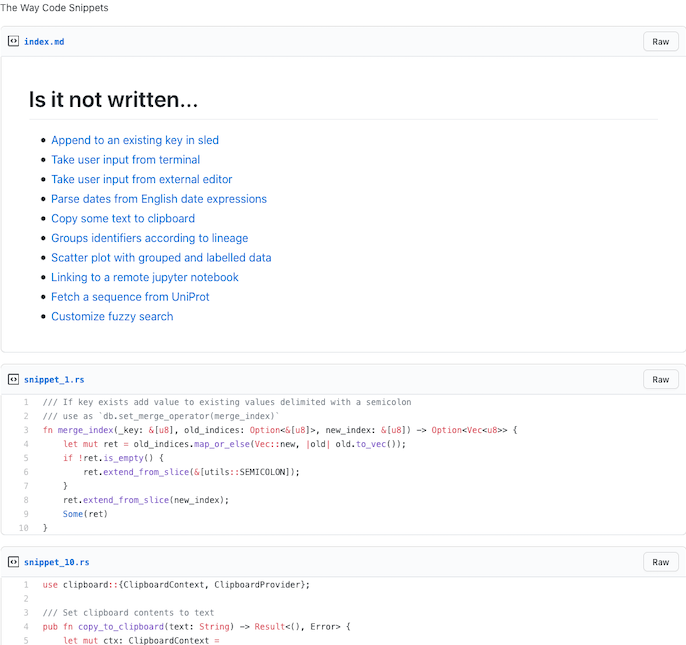 The Way Code Snippets
index.md
Raw
Is it not written...
Append to an existing key in sled
Take user input from terminal
Take user input from external editor
Parse dates from English date expressions
Copy some text to clipboard
Groups identifiers according to lineage
Scatter plot with grouped and labelled data
Linking to a remote jupyter notebook
Fetch a sequence from UniProt
Customize fuzzy search
snippet_1.rs
Raw
1 /// If key exists add value to existing values delimited with a semicolon
2 /// use as `db.set_merge_operator(merge_index)`
3 fn merge_index(_key: &[u8], old_indices: Option<&[u8]>, new_index: &[u8]) -> Option<Vec<u8>> {
4 let mut ret = old_indices.map_or_else(Vec::new, |old| old.to_vec());
5 if !ret.is_empty() {
6 ret.extend_from_slice(&[utils::SEMICOLON]);
7 }
8 ret.extend_from_slice(new_index);
9 Some(ret)
10 }
snippet_10.rs
Raw
1 use clipboard::{ClipboardContext, ClipboardProvider};
2
3 /// Set clipboard contents to text
4 pub fn copy_to_clipboard(text: String) -> Result<(), Error> {
5 let mut ctx: ClipboardContext =